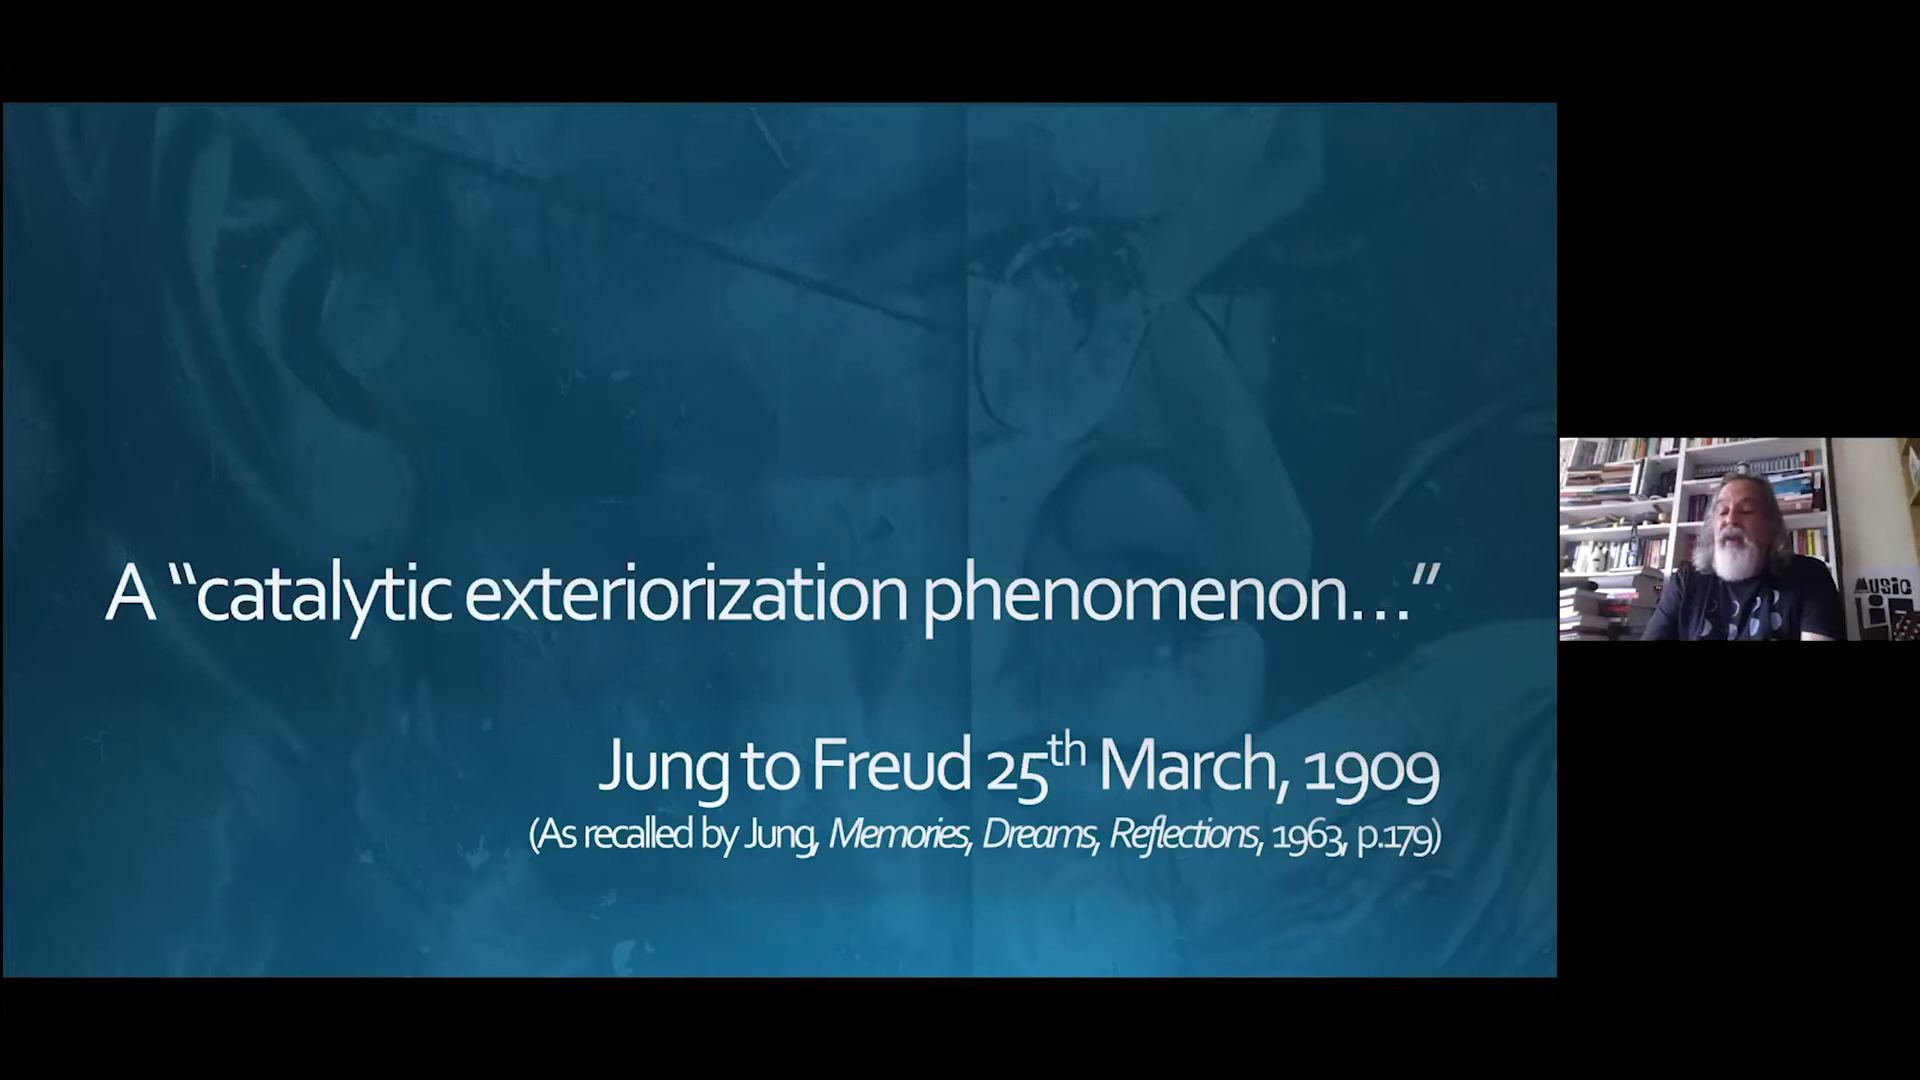 A “catalytic exteriorization phenomenon…”
Jung to Freud 25th March, 1909
(As recalled by Jung, Memories, Dreams, Reflections, 1963, p.179)
MUSIC